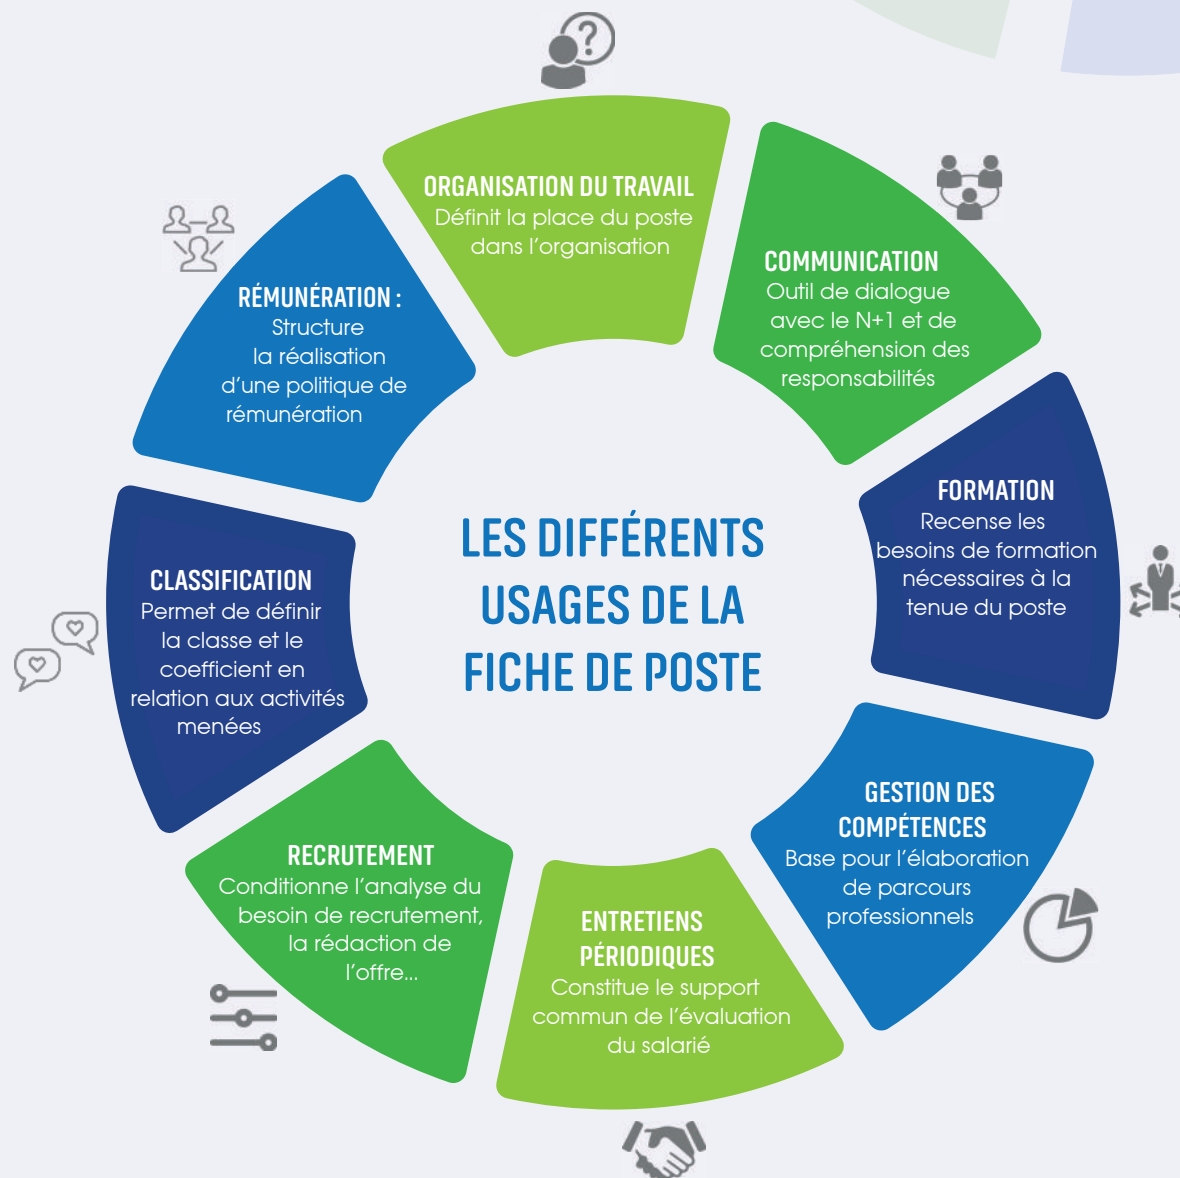 LES DIFFÉRENTS
USAGES DE LA
FICHE DE POSTE
ORGANISATION DU TRAVAIL
Définit la place du poste
dans l'organisation
COMMUNICATION
Outil de dialogue
avec le N+1 et de
compréhension des
responsabilités
FORMATION
Recense les
besoins de formation
nécessaires à la
tenue du poste
GESTION DES
COMPÉTENCES
Base pour l'élaboration
de parcours
professionnels
ENTRETIENS
PÉRIODIQUES
Constitue le support
commun de l'évaluation
du salarié
RECRUTEMENT
Conditionne l'analyse du
besoin de recrutement,
la rédaction de
l'offre...
CLASSIFICATION
Permet de définir
la classe et le
coefficient en
relation aux activités
menées
RÉMUNÉRATION :
Structure
la réalisation
d'une politique de
rémunération